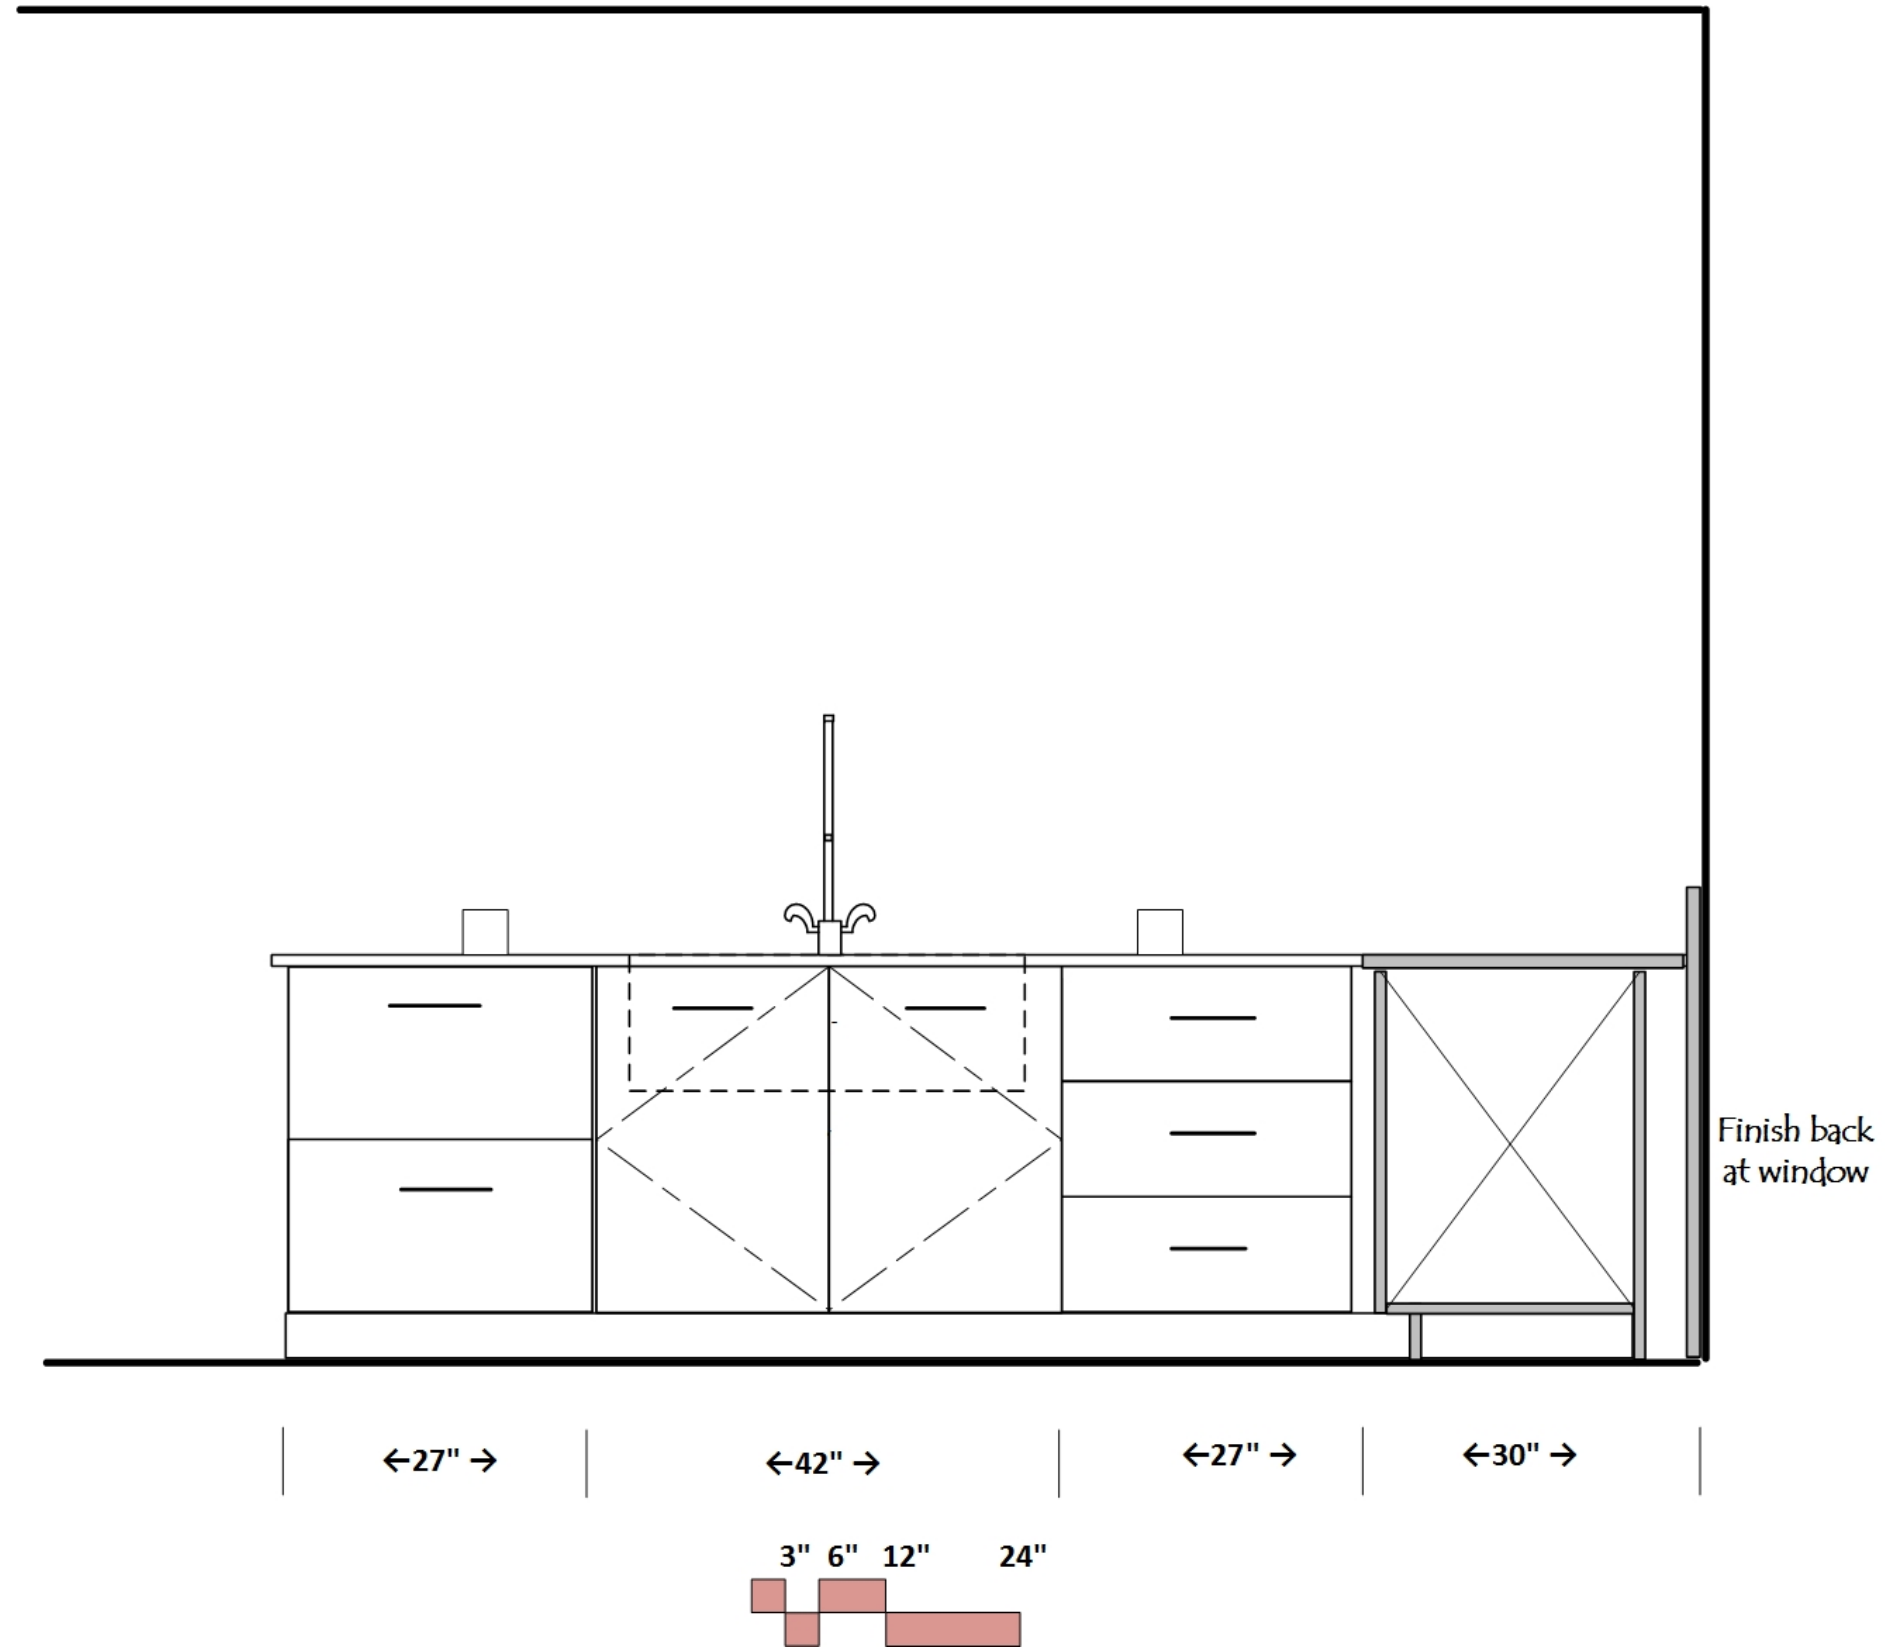 Finish back
at window
←27" →
←42" →
←27" →
←30" →
3" 6" 12" 24"